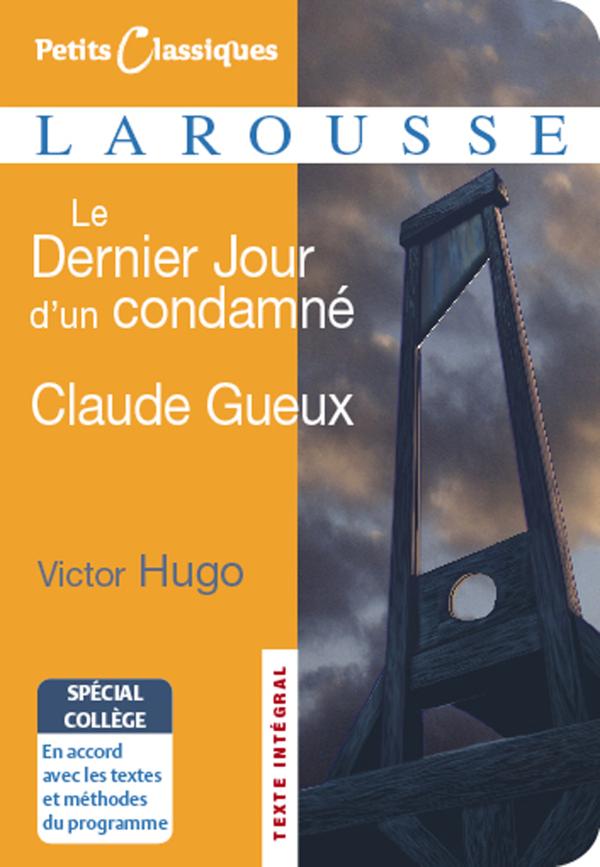 Petits Classiques
LAROUSSE
Le
Dernier Jour
d'un condamné
Claude Gueux
Victor Hugo
SPÉCIAL
COLLÈGE
En accord
avec les textes
et méthodes
du programme
TEXTE INTÉGRAL